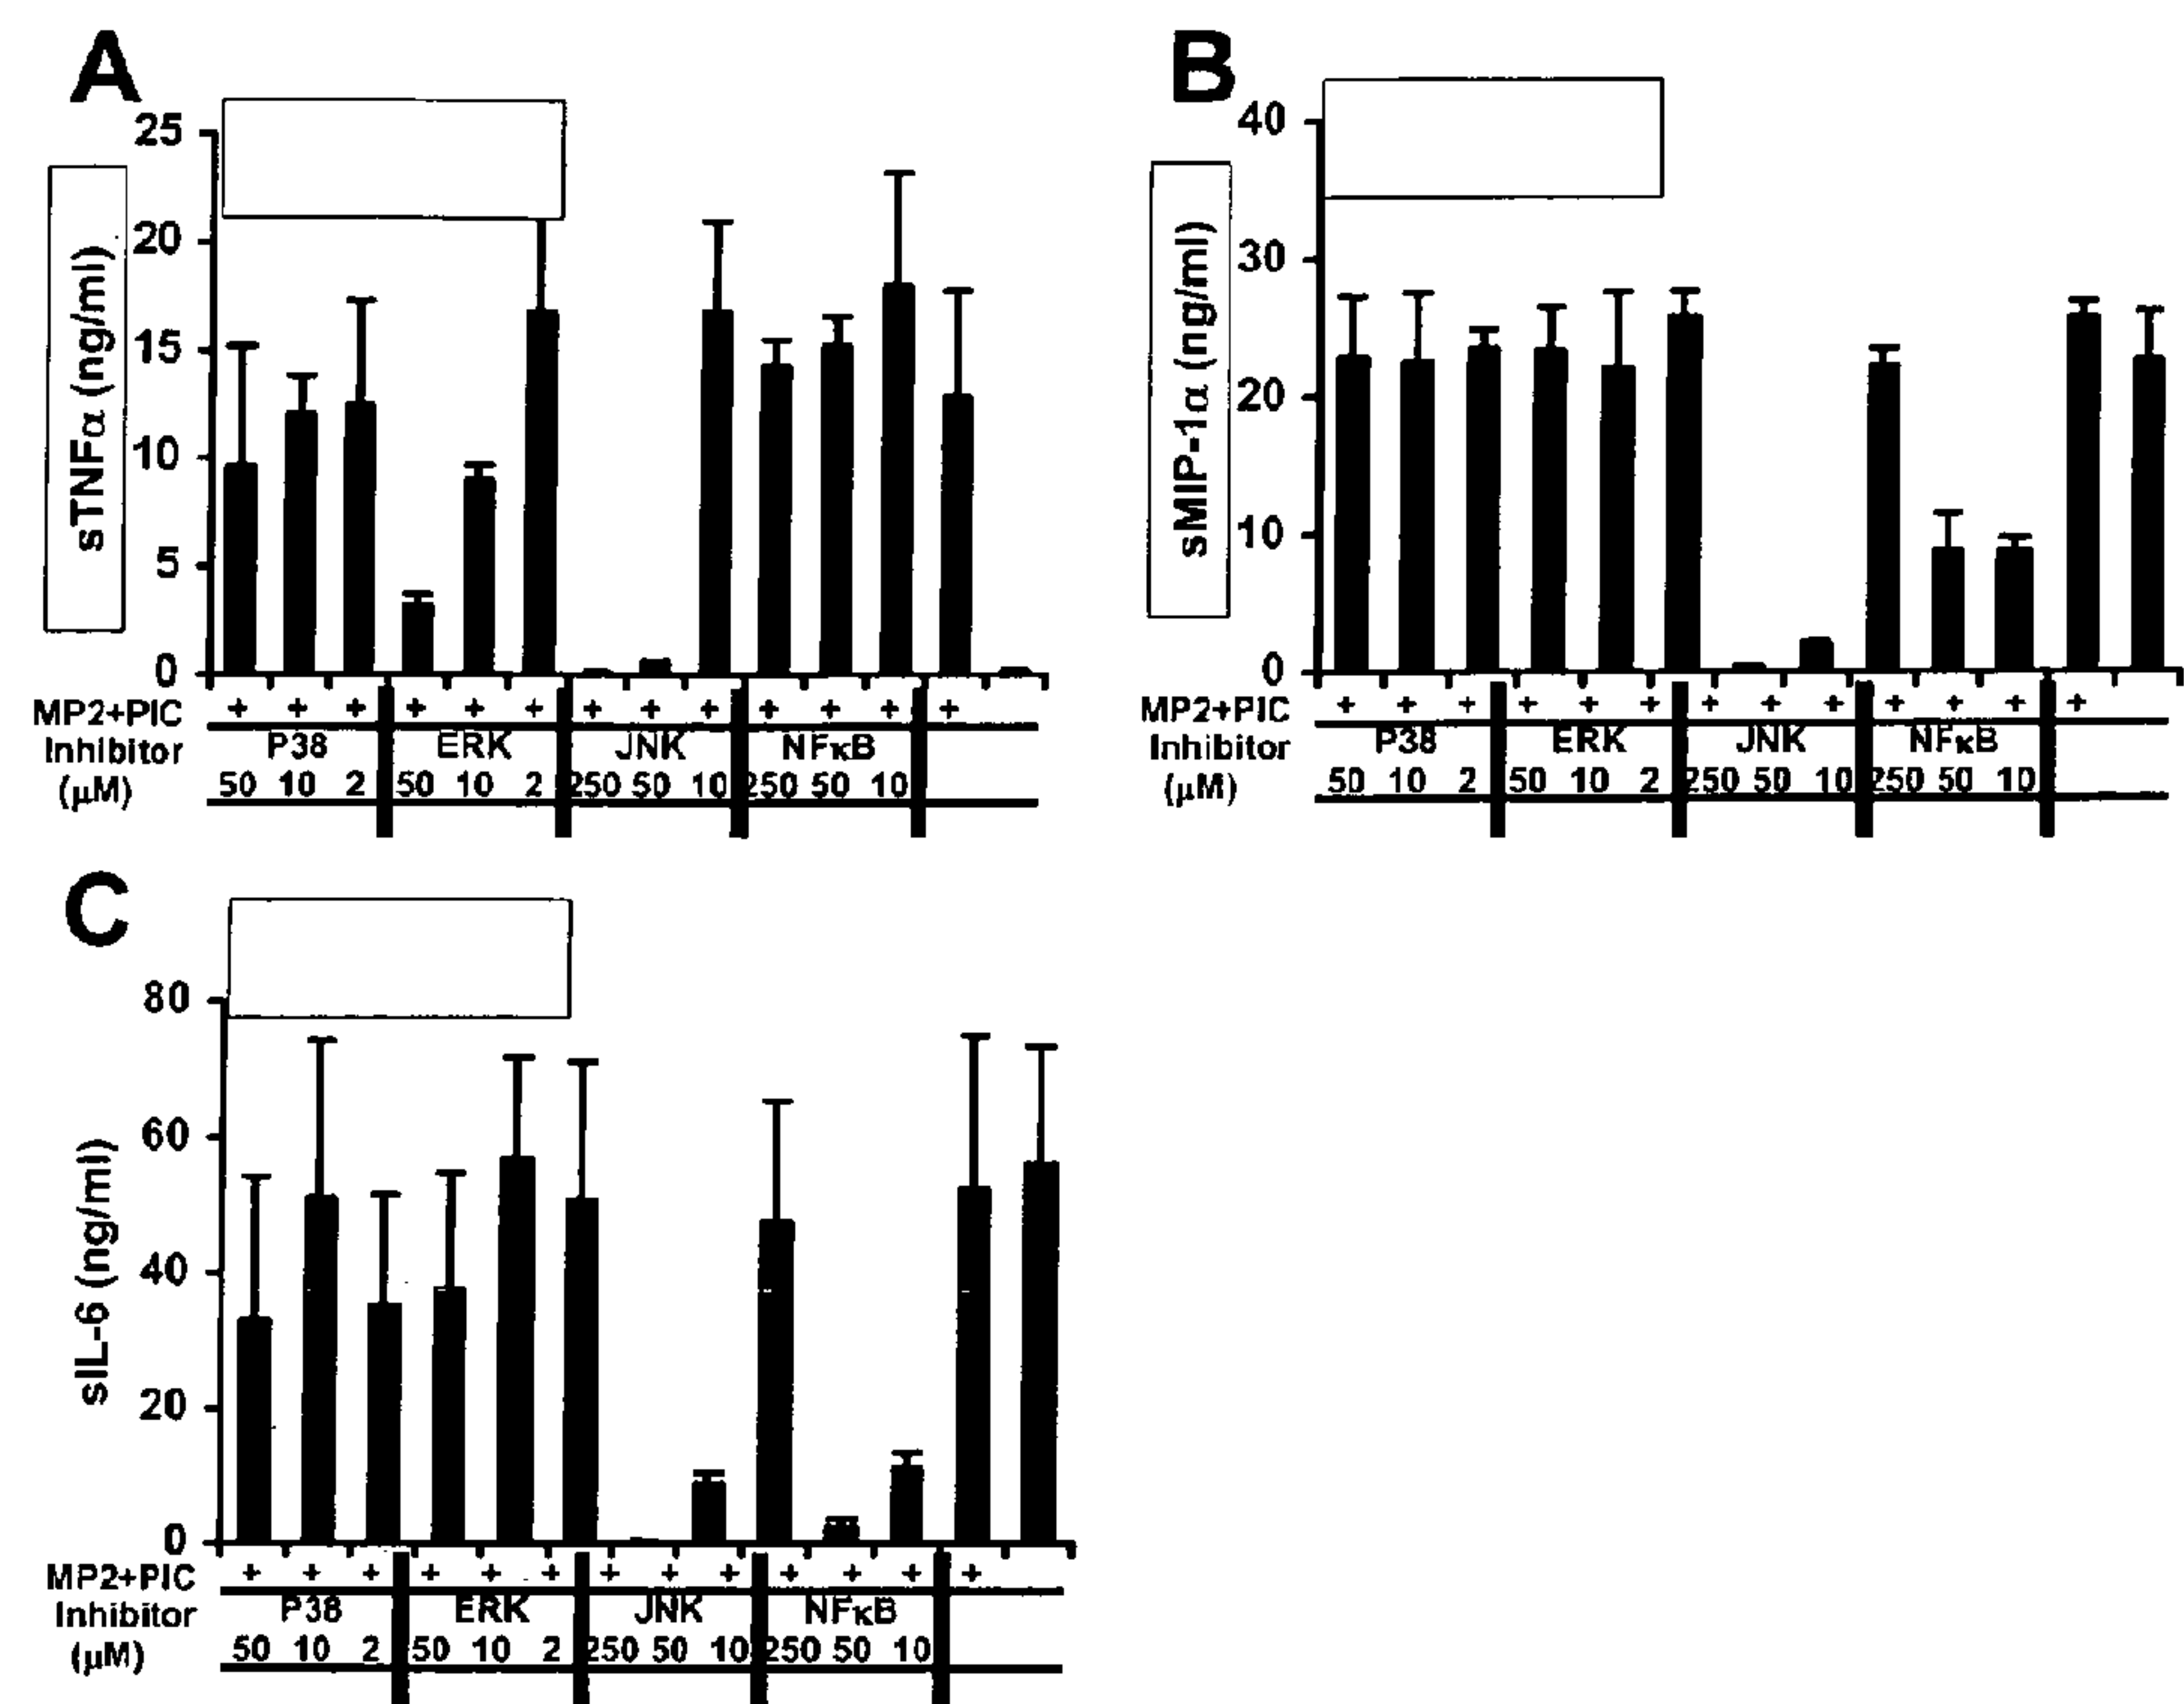 A
25
20
15
10
5
0
sTNFα (ng/ml)
MP2+PIC + + + + + + + + + + + + +
Inhibitor P38 ERK JNK NFκB
(μM) 50 10 2 50 10 2 250 50 10 250 50 10
B
40
30
20
10
0
sMIP-1α (ng/ml)
MP2+PIC + + + + + + + + + + + + +
Inhibitor P38 ERK JNK NFκB
(μM) 50 10 2 50 10 2 250 50 10 250 50 10
C
80
60
40
20
0
sIL-6 (ng/ml)
MP2+PIC + + + + + + + + + + + + +
Inhibitor P38 ERK JNK NFκB
(μM) 50 10 2 50 10 2 250 50 10 250 50 10